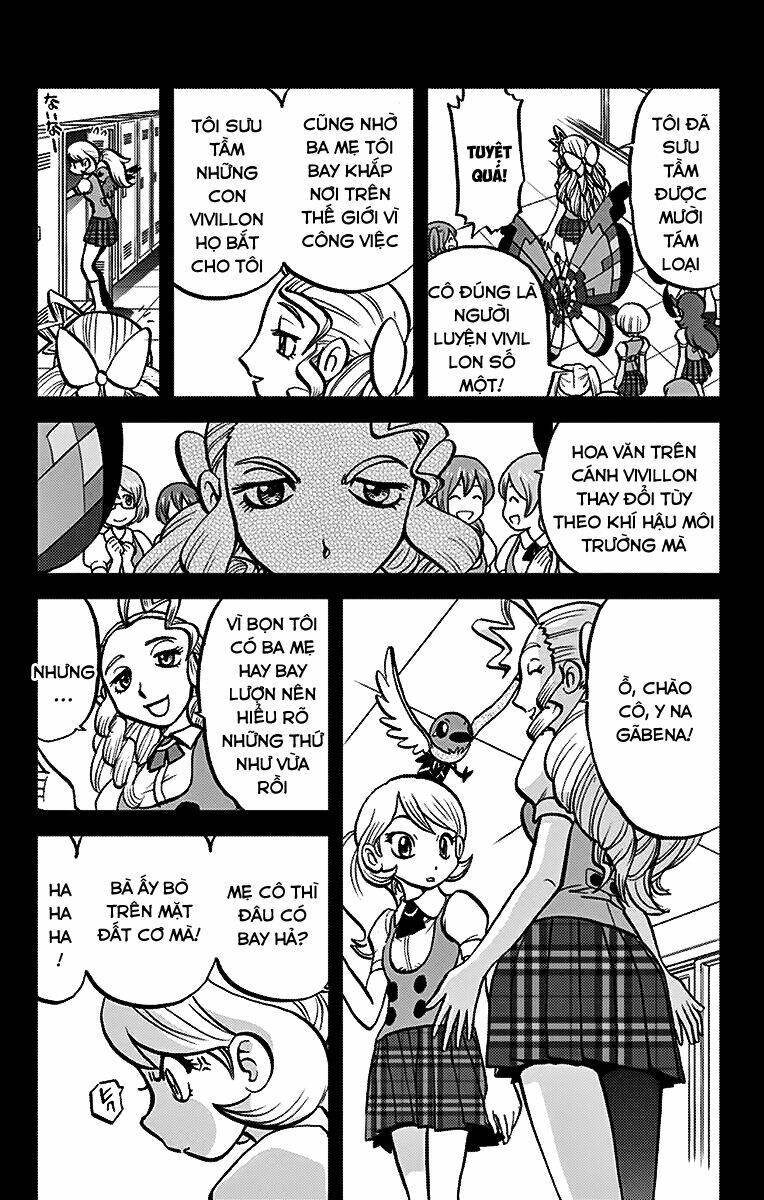 TÔI ĐÃ
SƯU
TẦM
ĐƯỢC
MƯỜI
TÁM
LOẠI
TUYỆT
QUÁ!
CÔ ĐÚNG LÀ
NGƯỜI
LUYỆN VIVIL
LON SỐ
MỘT!
CŨNG NHỜ
BA MẸ TÔI
BAY KHẮP
NƠI TRÊN
THẾ GIỚI VÌ
CÔNG VIỆC
TÔI SƯU
TẦM
NHỮNG
CON
VIVILLON
HỌ BẮT
CHO TÔI
ないなー
HOA VĂN TRÊN
CÁNH VIVILLON
THAY ĐỔI TÙY
THEO KHÍ HẬU MÔI
TRƯỜNG MÀ
Ồ, CHÀO
CÔ, Y NA
GÃBENA!
VÌ BỌN TÔI
CÓ BA MẸ
HAY BAY
LƯỢN NÊN
HIỂU RÕ
NHỮNG THỨ
NHƯ VỪA
RỒI
NHƯNG
...
MẸ CÔ THÌ
ĐÂU CÓ
BAY HẢ?
BÀ ẤY BÒ
TRÊN MẶT
ĐẤT CƠ MÀ!
HA
HA
HA
!